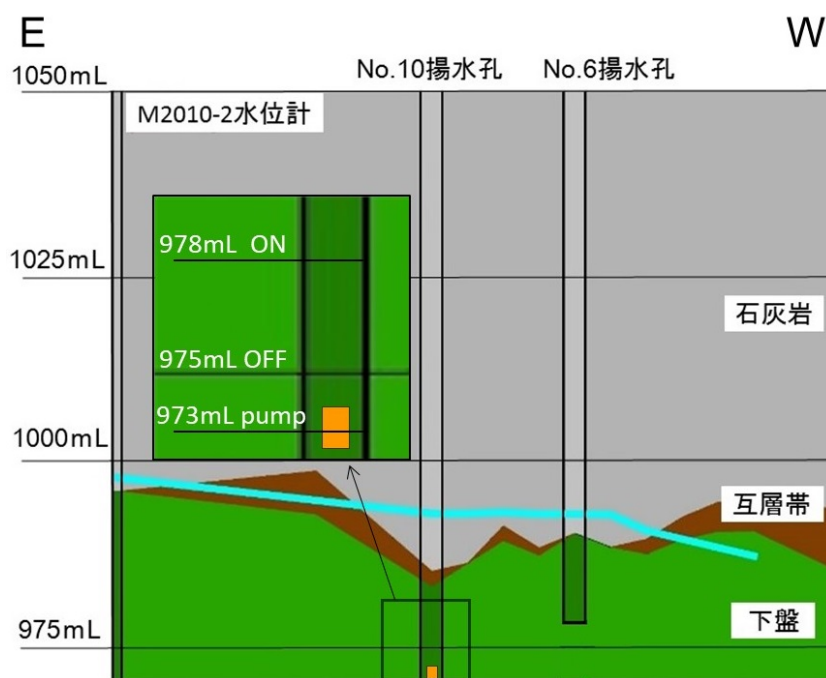 E
W
No.10揚水孔
No.6揚水孔
1050mL
M2010-2水位計
978mL ON
1025mL
石灰岩
975mL OFF
973mL pump
1000mL
互層帯
下盤
975mL